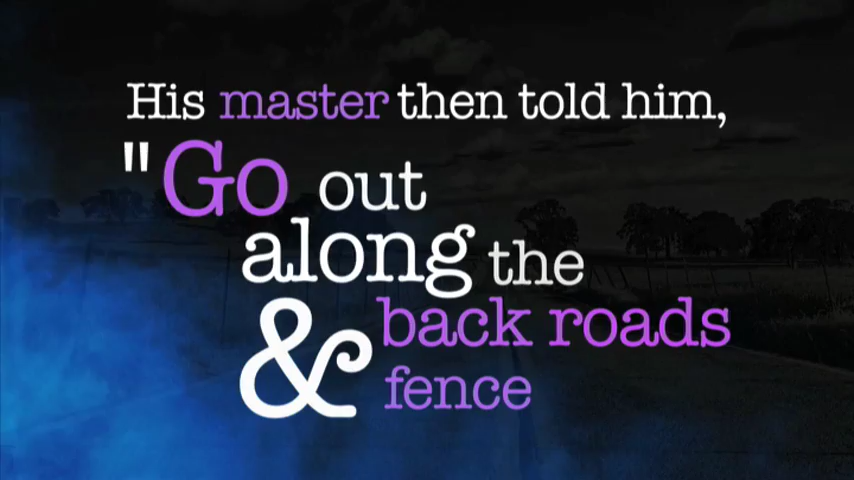 His master then told him,
"Go out
along the
& back roads
fence